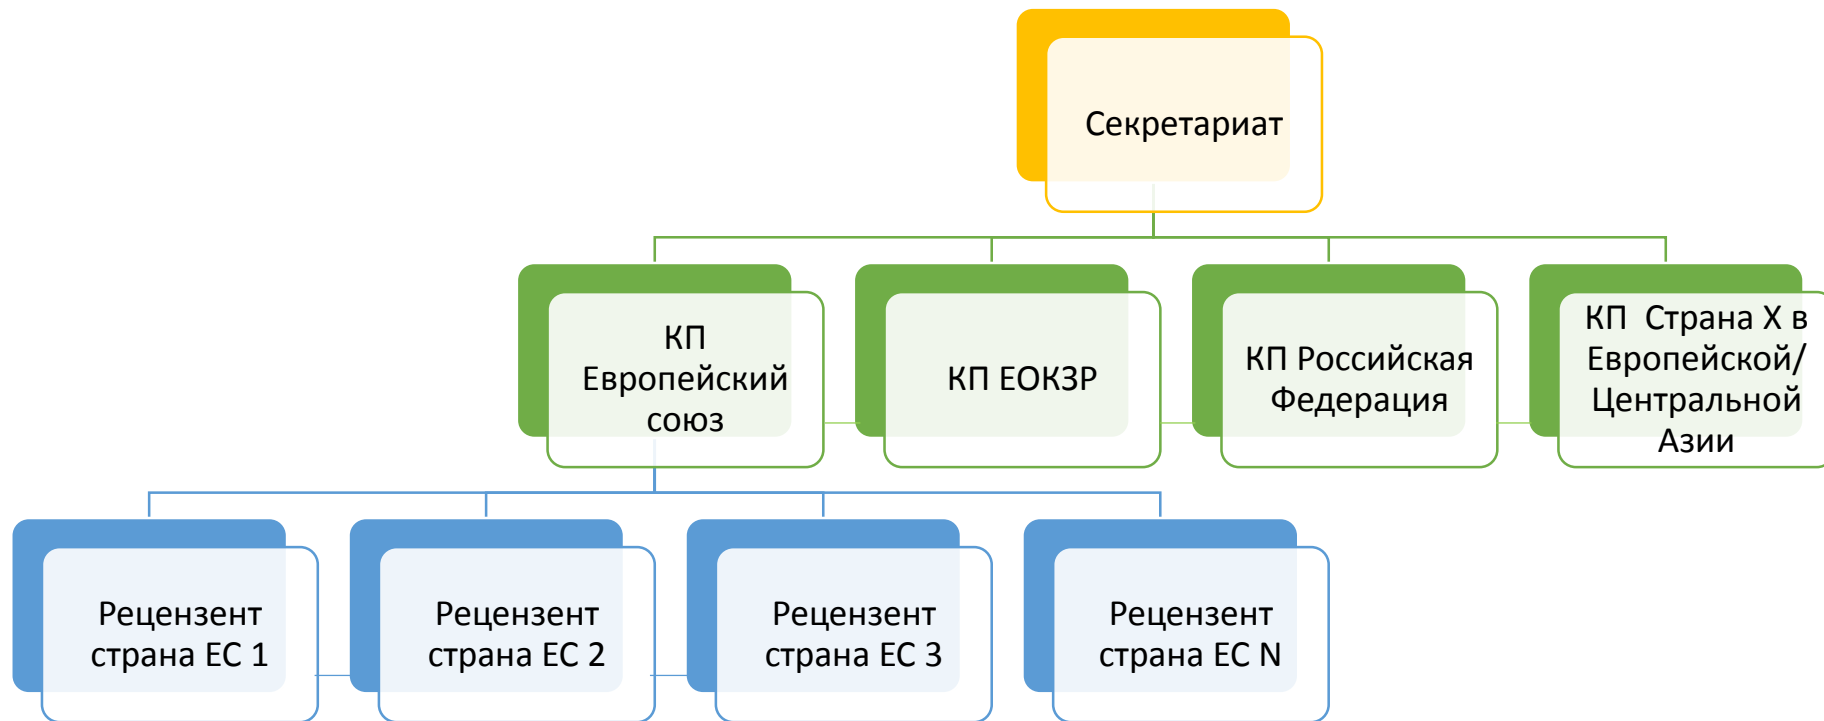 Секретариат
КП
Европейский
союз
КП ЕОКЗР
КП Российская
Федерация
КП Страна X в
Европейской/
Центральной
Азии
Рецензент
страна ЕС 1
Рецензент
страна ЕС 2
Рецензент
страна ЕС 3
Рецензент
страна ЕС N